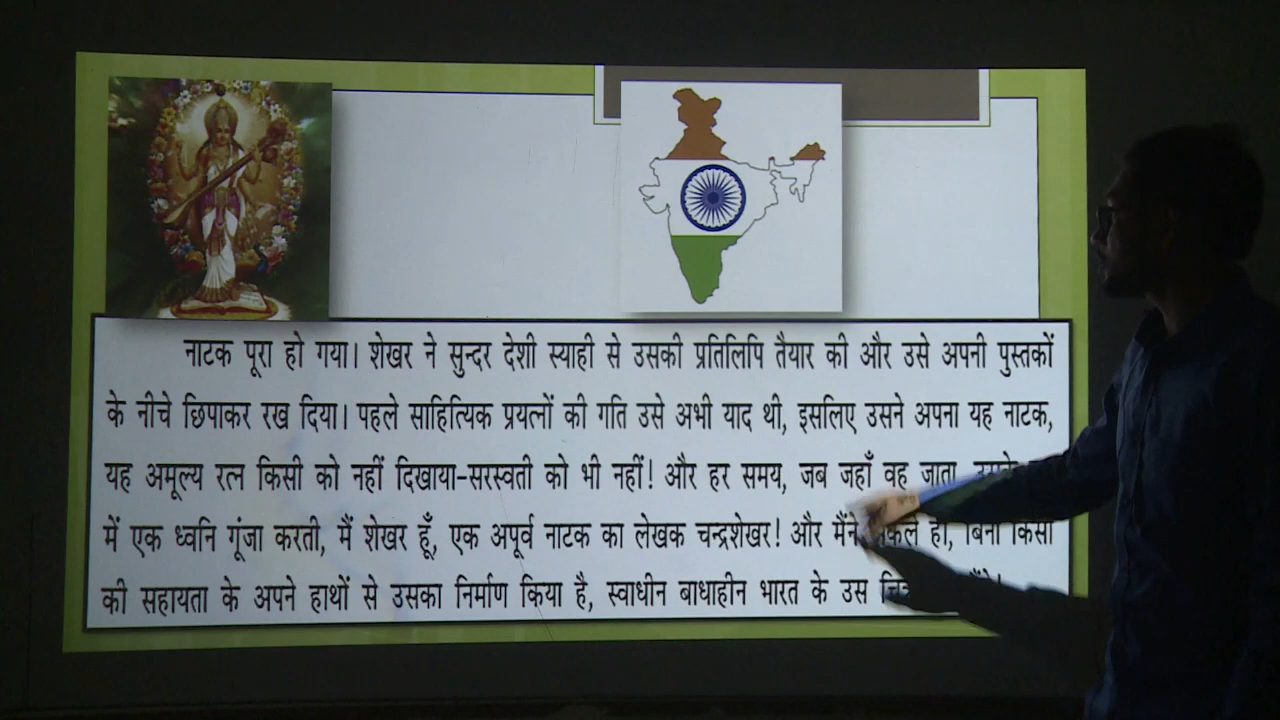 नाटक पूरा हो गया। शेखर ने सुन्दर देशी स्याही से उसकी प्रतिलिपि तैयार की और उसे अपनी पुस्तकों
के नीचे छिपाकर रख दिया। पहले साहित्यिक प्रयत्नों की गति उसे अभी याद थी, इसलिए उसने अपना यह नाटक,
यह अमूल्य रत्न किसी को नहीं दिखाया-सरस्वती को भी नहीं! और हर समय, जब जहाँ वह जाता
में एक ध्वनि गूंजा करती, मैं शेखर हूँ, एक अपूर्व नाटक का लेखक चन्द्रशेखर! और मैंने ही, बिना किसी
की सहायता के अपने हाथों से उसका निर्माण किया है, स्वाधीन बाधाहीन भारत के उस